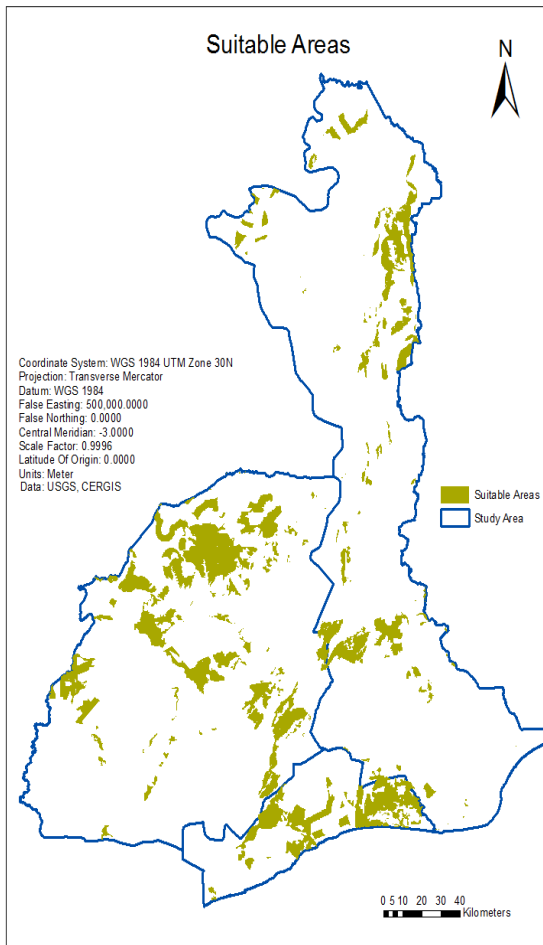 Suitable Areas
N
Coordinate System: WGS 1984 UTM Zone 30N
Projection: Transverse Mercator
Datum: WGS 1984
False Easting: 500,000.0000
False Northing: 0.0000
Central Meridian: -3.0000
Scale Factor: 0.9996
Latitude Of Origin: 0.0000
Units: Meter
Data: USGS, CERGIS
Suitable Areas
Study Area
0 5 10 20 30 40
Kilometers